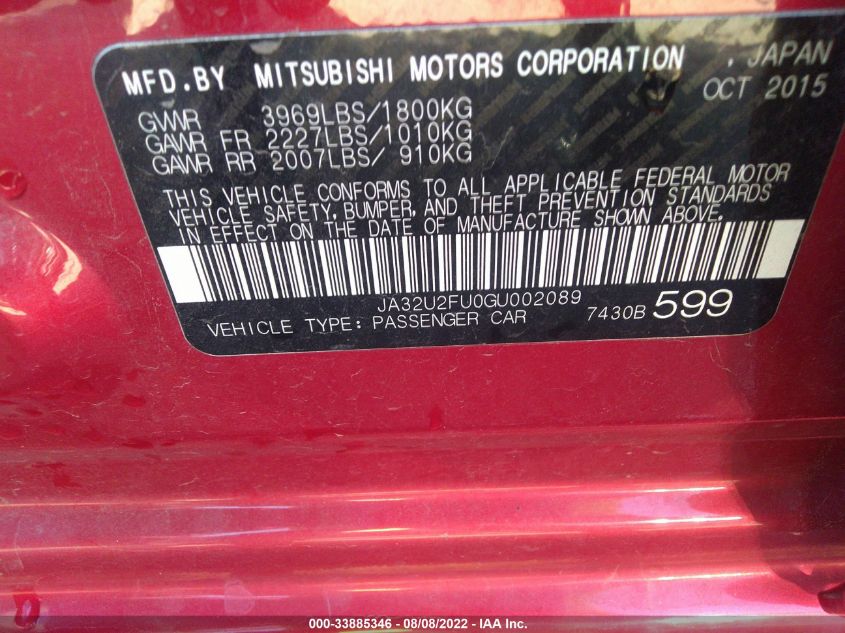 MFD.BY MITSUBISHI MOTORS CORPORATION , JAPAN
OCT 2015
GVWR 3969LBS/1800KG
GAWR FR 2227LBS/1010KG
GAWR RR 2007LBS/ 910KG
THIS VEHICLE CONFORMS TO ALL APPLICABLE FEDERAL MOTOR
VEHICLE SAFETY, BUMPER, AND THEFT PREVENTION STANDARDS
IN EFFECT ON THE DATE OF MANUFACTURE SHOWN ABOVE.
JA32U2FU0GU002089
VEHICLE TYPE: PASSENGER CAR 7430B 599
000-33885346 - 08/08/2022 - IAA Inc.